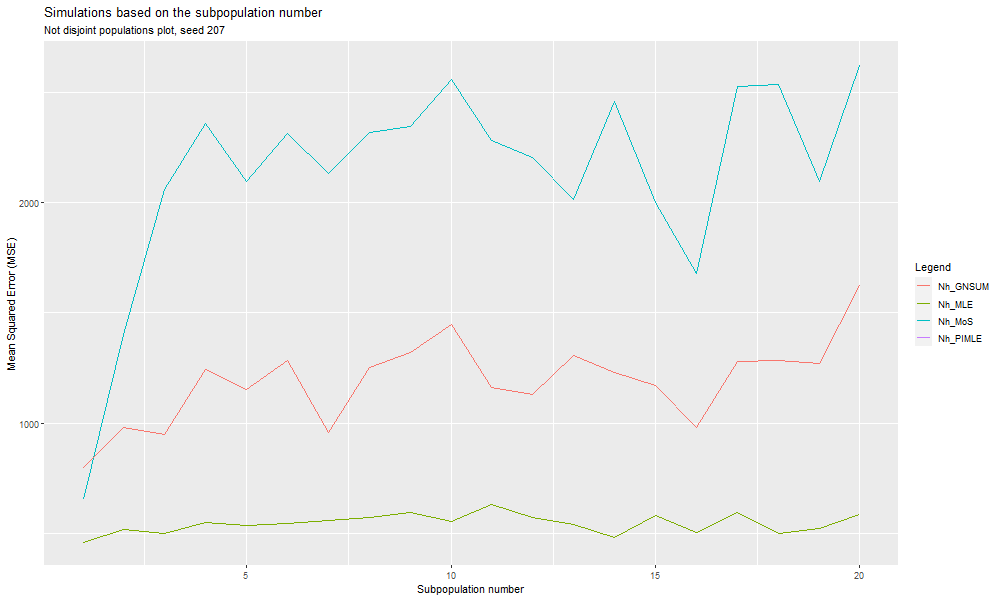 Simulations based on the subpopulation number
Not disjoint populations plot, seed 207
Mean Squared Error (MSE)
2000
1000
5
10
15
20
Subpopulation number
Legend
Nh_GNSUM
Nh_MLE
Nh_MoS
Nh_PIMLE